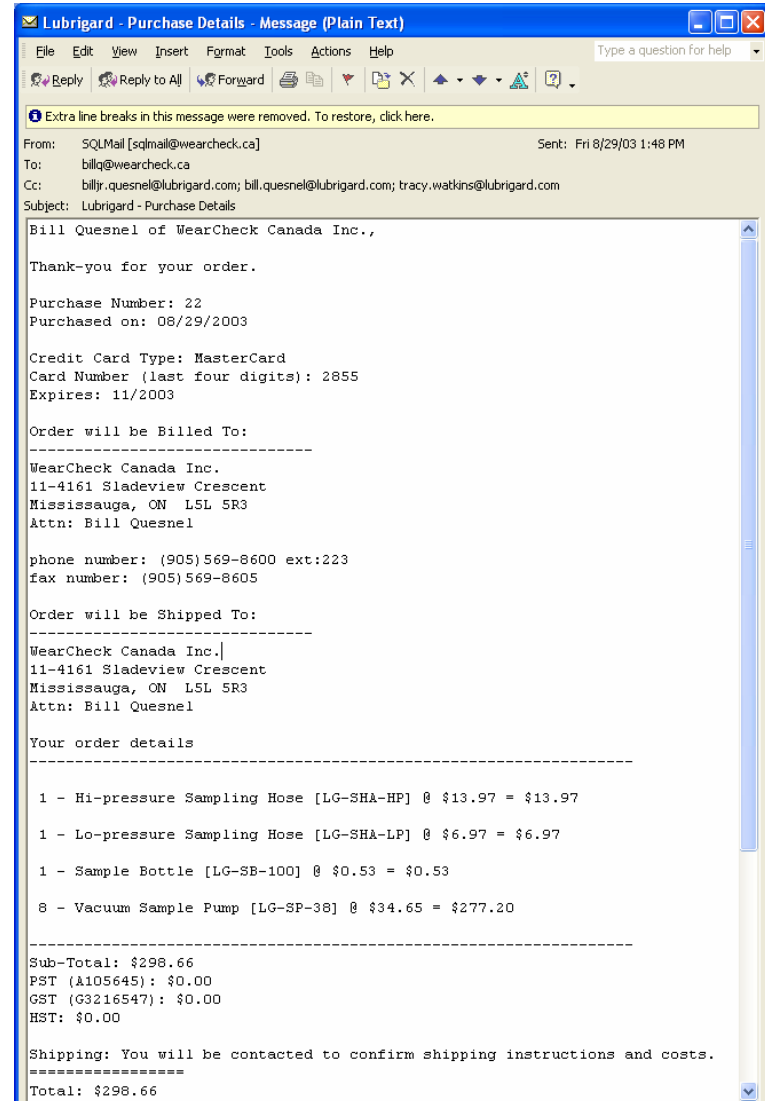 Lubrigard - Purchase Details - Message (Plain Text)
File Edit View Insert Format Tools Actions Help Type a question for help
Reply Reply to All Forward
Extra line breaks in this message were removed. To restore, click here.
From: SQLMail [sqlmail@wearcheck.ca] Sent: Fri 8/29/03 1:48 PM
To: billq@wearcheck.ca
Cc: billjr.quesnel@lubrigard.com; bill.quesnel@lubrigard.com; tracy.watkins@lubrigard.com
Subject: Lubrigard - Purchase Details
Bill Quesnel of WearCheck Canada Inc.,
Thank-you for your order.
Purchase Number: 22
Purchased on: 08/29/2003
Credit Card Type: MasterCard
Card Number (last four digits): 2855
Expires: 11/2003
Order will be Billed To:
-------------------------------
WearCheck Canada Inc.
11-4161 Sladeview Crescent
Mississauga, ON  L5L 5R3
Attn: Bill Quesnel
phone number: (905)569-8600 ext:223
fax number: (905)569-8605
Order will be Shipped To:
-------------------------------
WearCheck Canada Inc.
11-4161 Sladeview Crescent
Mississauga, ON  L5L 5R3
Attn: Bill Quesnel
Your order details
------------------------------------------------------------------
1 - Hi-pressure Sampling Hose [LG-SHA-HP] @ $13.97 = $13.97
1 - Lo-pressure Sampling Hose [LG-SHA-LP] @ $6.97 = $6.97
1 - Sample Bottle [LG-SB-100] @ $0.53 = $0.53
8 - Vacuum Sample Pump [LG-SP-38] @ $34.65 = $277.20
------------------------------------------------------------------
Sub-Total: $298.66
PST (A105645): $0.00
GST (G3216547): $0.00
HST: $0.00
Shipping: You will be contacted to confirm shipping instructions and costs.
=================
Total: $298.66